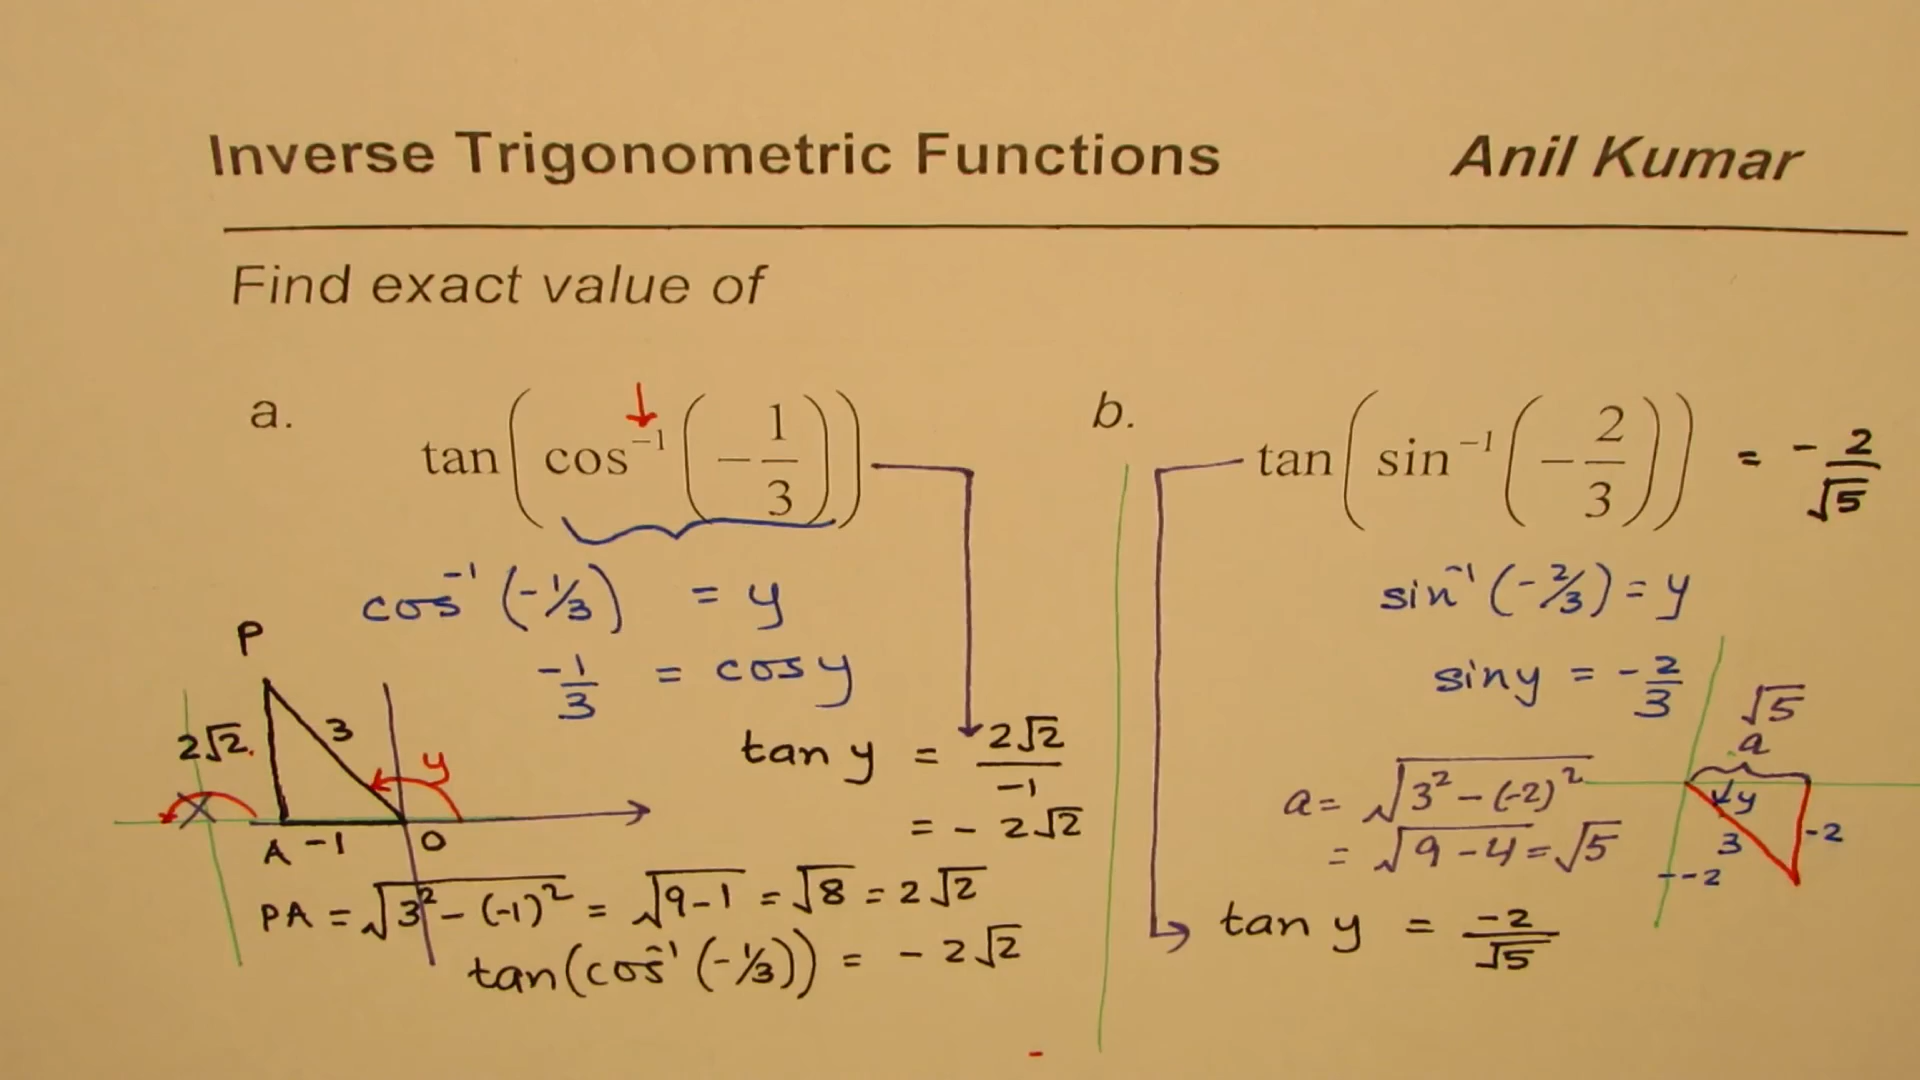 Inverse Trigonometric Functions Anil Kumar
Find exact value of
a. tan(cos⁻¹(-1/3))
cos⁻¹(-1/3) = y
-1/3 = cos y
P
2√2
3
y
A -1 O
tan y = 2√2/-1
= -2√2
PA = √3² - (-1)² = √9-1 = √8 = 2√2
tan(cos⁻¹(-1/3)) = -2√2
b. tan(sin⁻¹(-2/3)) = -2/√5
sin⁻¹(-2/3) = y
sin y = -2/3
√5
a
a = √3² - (-2)²
= √9-4 = √5
y
3
-2
-2
tan y = -2/√5